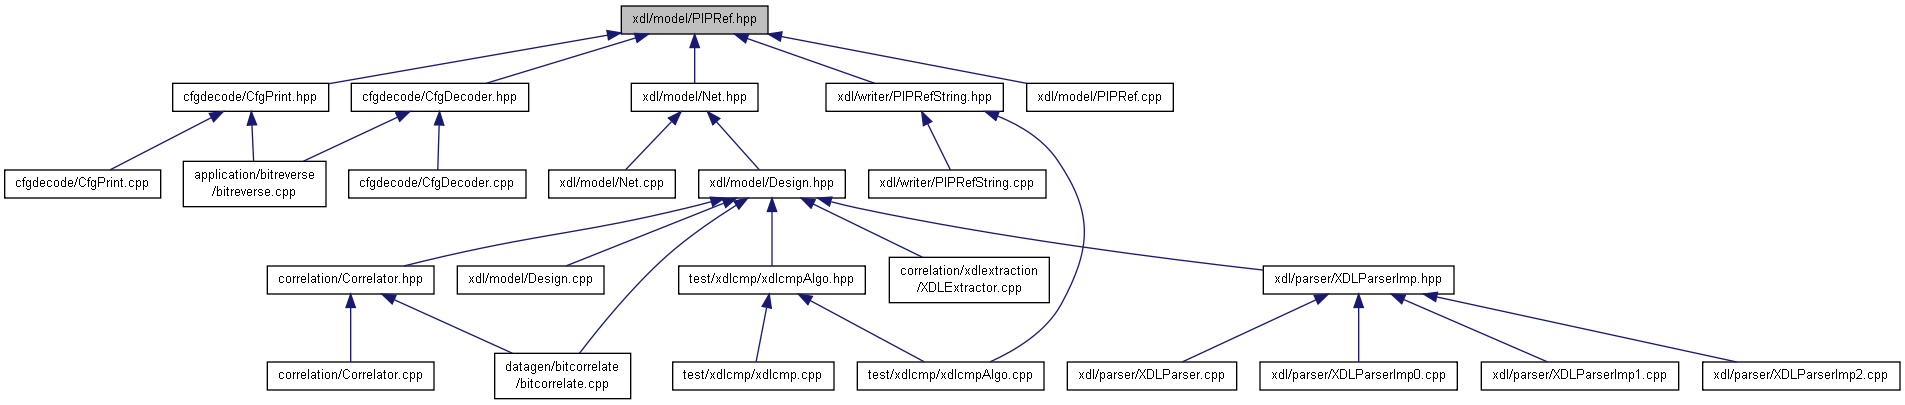 xdl/model/PIPRef.hpp
cfgdecode/CfgPrint.hpp
cfgdecode/CfgDecoder.hpp
xdl/model/Net.hpp
xdl/writer/PIPRefString.hpp
xdl/model/PIPRef.cpp
cfgdecode/CfgPrint.cpp
application/bitreverse
/bitreverse.cpp
cfgdecode/CfgDecoder.cpp
xdl/model/Net.cpp
xdl/model/Design.hpp
xdl/writer/PIPRefString.cpp
correlation/Correlator.hpp
xdl/model/Design.cpp
test/xdlcmp/xdlcmpAlgo.hpp
correlation/xdlextraction
/XDLExtractor.cpp
xdl/parser/XDLParserImp.hpp
correlation/Correlator.cpp
datagen/bitcorrelate
/bitcorrelate.cpp
test/xdlcmp/xdlcmp.cpp
test/xdlcmp/xdlcmpAlgo.cpp
xdl/parser/XDLParser.cpp
xdl/parser/XDLParserImp0.cpp
xdl/parser/XDLParserImp1.cpp
xdl/parser/XDLParserImp2.cpp